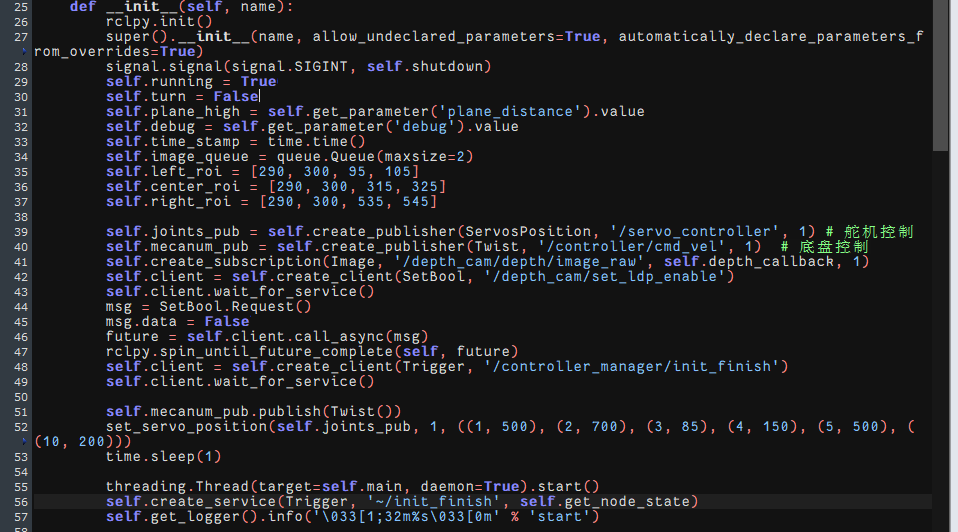 25 def __init__(self, name):
26 rclpy.init()
27 super().__init__(name, allow_undeclared_parameters=True, automatically_declare_parameters_f
rom_overrides=True)
28 signal.signal(signal.SIGINT, self.shutdown)
29 self.running = True
30 self.turn = False
31 self.plane_high = self.get_parameter('plane_distance').value
32 self.debug = self.get_parameter('debug').value
33 self.time_stamp = time.time()
34 self.image_queue = queue.Queue(maxsize=2)
35 self.left_roi = [290, 300, 95, 105]
36 self.center_roi = [290, 300, 315, 325]
37 self.right_roi = [290, 300, 535, 545]
38
39 self.joints_pub = self.create_publisher(ServosPosition, '/servo_controller', 1) # 舵机控制
40 self.mecanum_pub = self.create_publisher(Twist, '/controller/cmd_vel', 1)  # 底盘控制
41 self.create_subscription(Image, '/depth_cam/depth/image_raw', self.depth_callback, 1)
42 self.client = self.create_client(SetBool, '/depth_cam/set_ldp_enable')
43 self.client.wait_for_service()
44 msg = SetBool.Request()
45 msg.data = False
46 future = self.client.call_async(msg)
47 rclpy.spin_until_future_complete(self, future)
48 self.client = self.create_client(Trigger, '/controller_manager/init_finish')
49 self.client.wait_for_service()
50
51 self.mecanum_pub.publish(Twist())
52 set_servo_position(self.joints_pub, 1, ((1, 500), (2, 700), (3, 85), (4, 150), (5, 500), (
(10, 200)))
53 time.sleep(1)
54
55 threading.Thread(target=self.main, daemon=True).start()
56 self.create_service(Trigger, '~/init_finish', self.get_node_state)
57 self.get_logger().info('\033[1;32m%s\033[0m' % 'start')
58